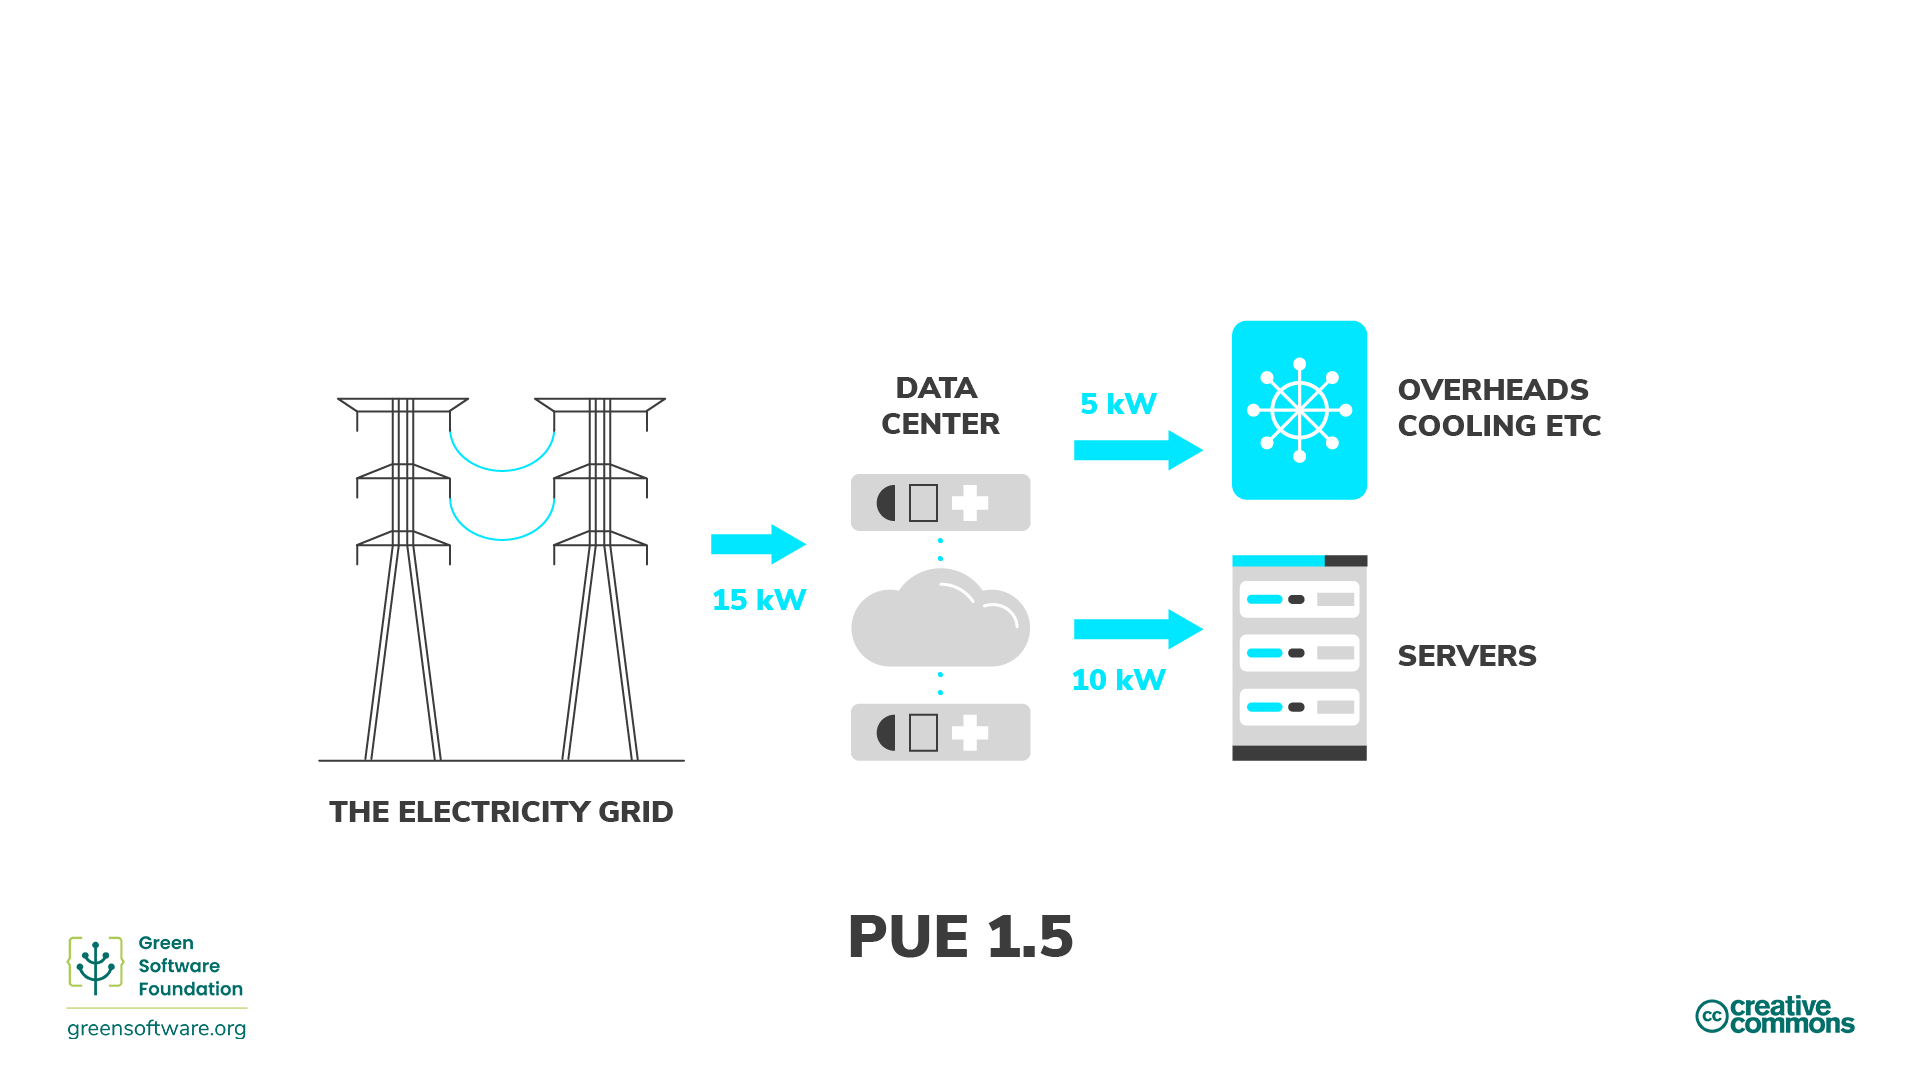 DATA
CENTER
5 kW
OVERHEADS
COOLING ETC
15 kW
10 kW
SERVERS
THE ELECTRICITY GRID
PUE 1.5
Green
Software
Foundation
greensoftware.org
cc creative
commons